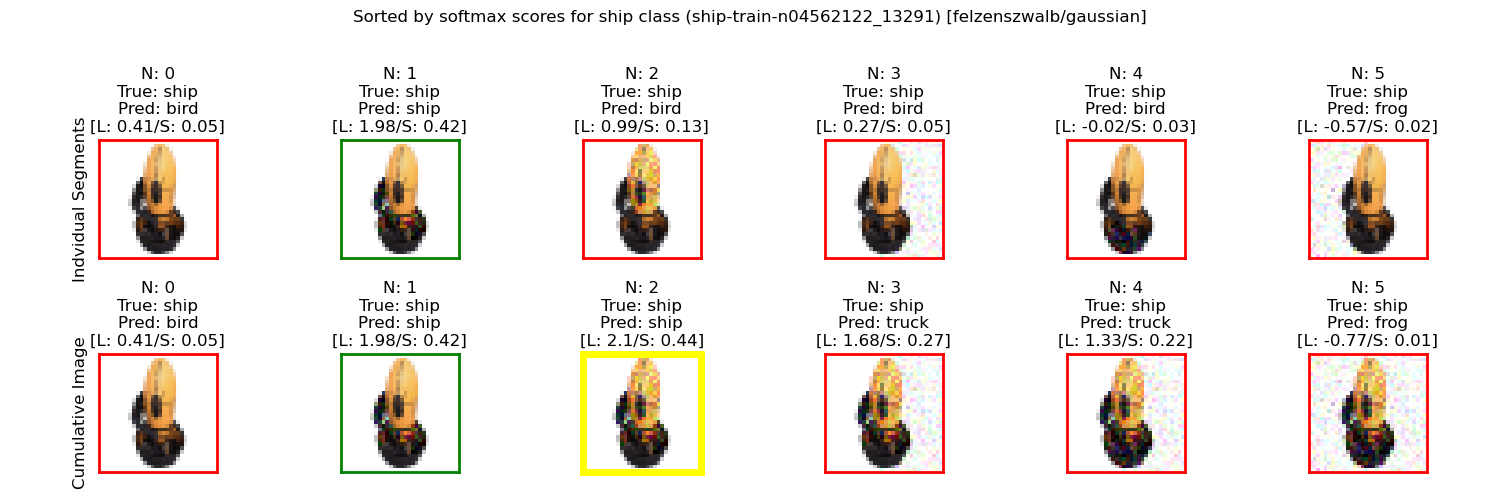 Sorted by softmax scores for ship class (ship-train-n04562122_13291) [felzenszwalb/gaussian]
Indvidual Segments
N: 0
True: ship
Pred: bird
[L: 0.41/S: 0.05]
N: 1
True: ship
Pred: ship
[L: 1.98/S: 0.42]
N: 2
True: ship
Pred: bird
[L: 0.99/S: 0.13]
N: 3
True: ship
Pred: bird
[L: 0.27/S: 0.05]
N: 4
True: ship
Pred: bird
[L: -0.02/S: 0.03]
N: 5
True: ship
Pred: frog
[L: -0.57/S: 0.02]
Cumulative Image
N: 0
True: ship
Pred: bird
[L: 0.41/S: 0.05]
N: 1
True: ship
Pred: ship
[L: 1.98/S: 0.42]
N: 2
True: ship
Pred: ship
[L: 2.1/S: 0.44]
N: 3
True: ship
Pred: truck
[L: 1.68/S: 0.27]
N: 4
True: ship
Pred: truck
[L: 1.33/S: 0.22]
N: 5
True: ship
Pred: frog
[L: -0.77/S: 0.01]